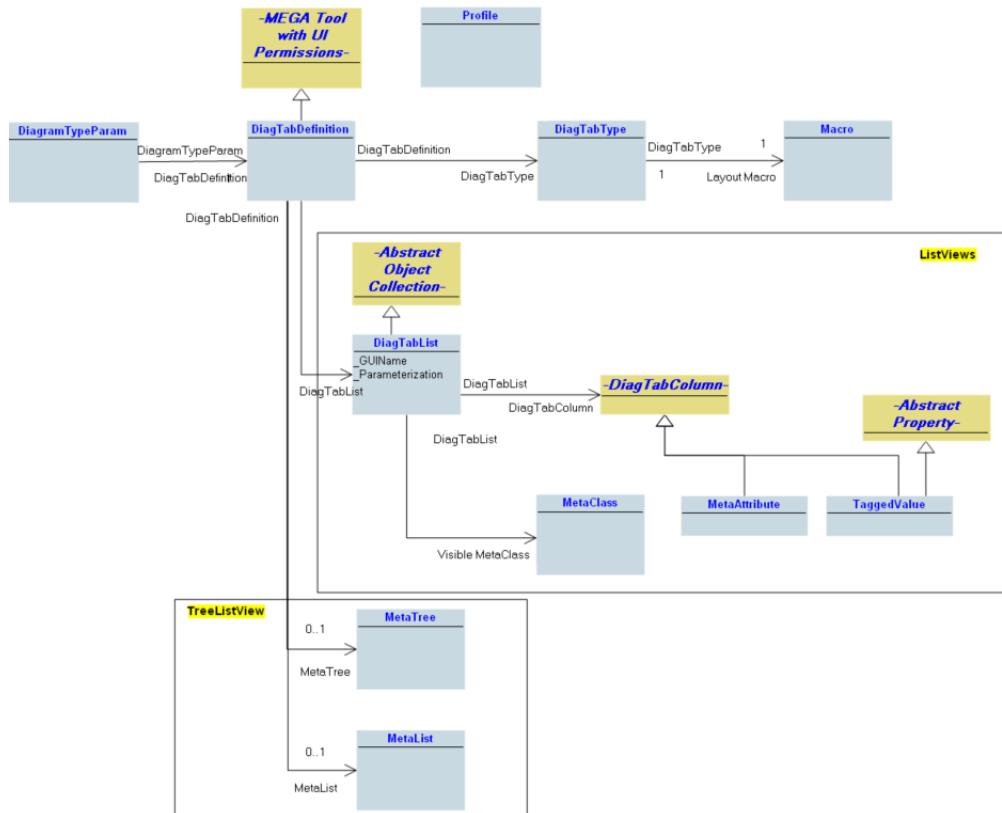 -MEGA Tool
with UI
Permissions-
Profile
DiagramTypeParam
DiagTabDefinition
DiagTabType
Macro
DiagramTypeParam
DiagTabDefinition
DiagTabDefinition
DiagTabType
DiagTabType
1
1
Layout Macro
DiagTabDefinition
ListViews
-Abstract
Object
Collection-
DiagTabList
_GUIName
_Parameterization
DiagTabList
DiagTabList
DiagTabColumn
-DiagTabColumn-
-Abstract
Property-
DiagTabList
MetaClass
MetaAttribute
TaggedValue
Visible MetaClass
TreeListView
MetaTree
0..1
MetaTree
MetaList
0..1
MetaList